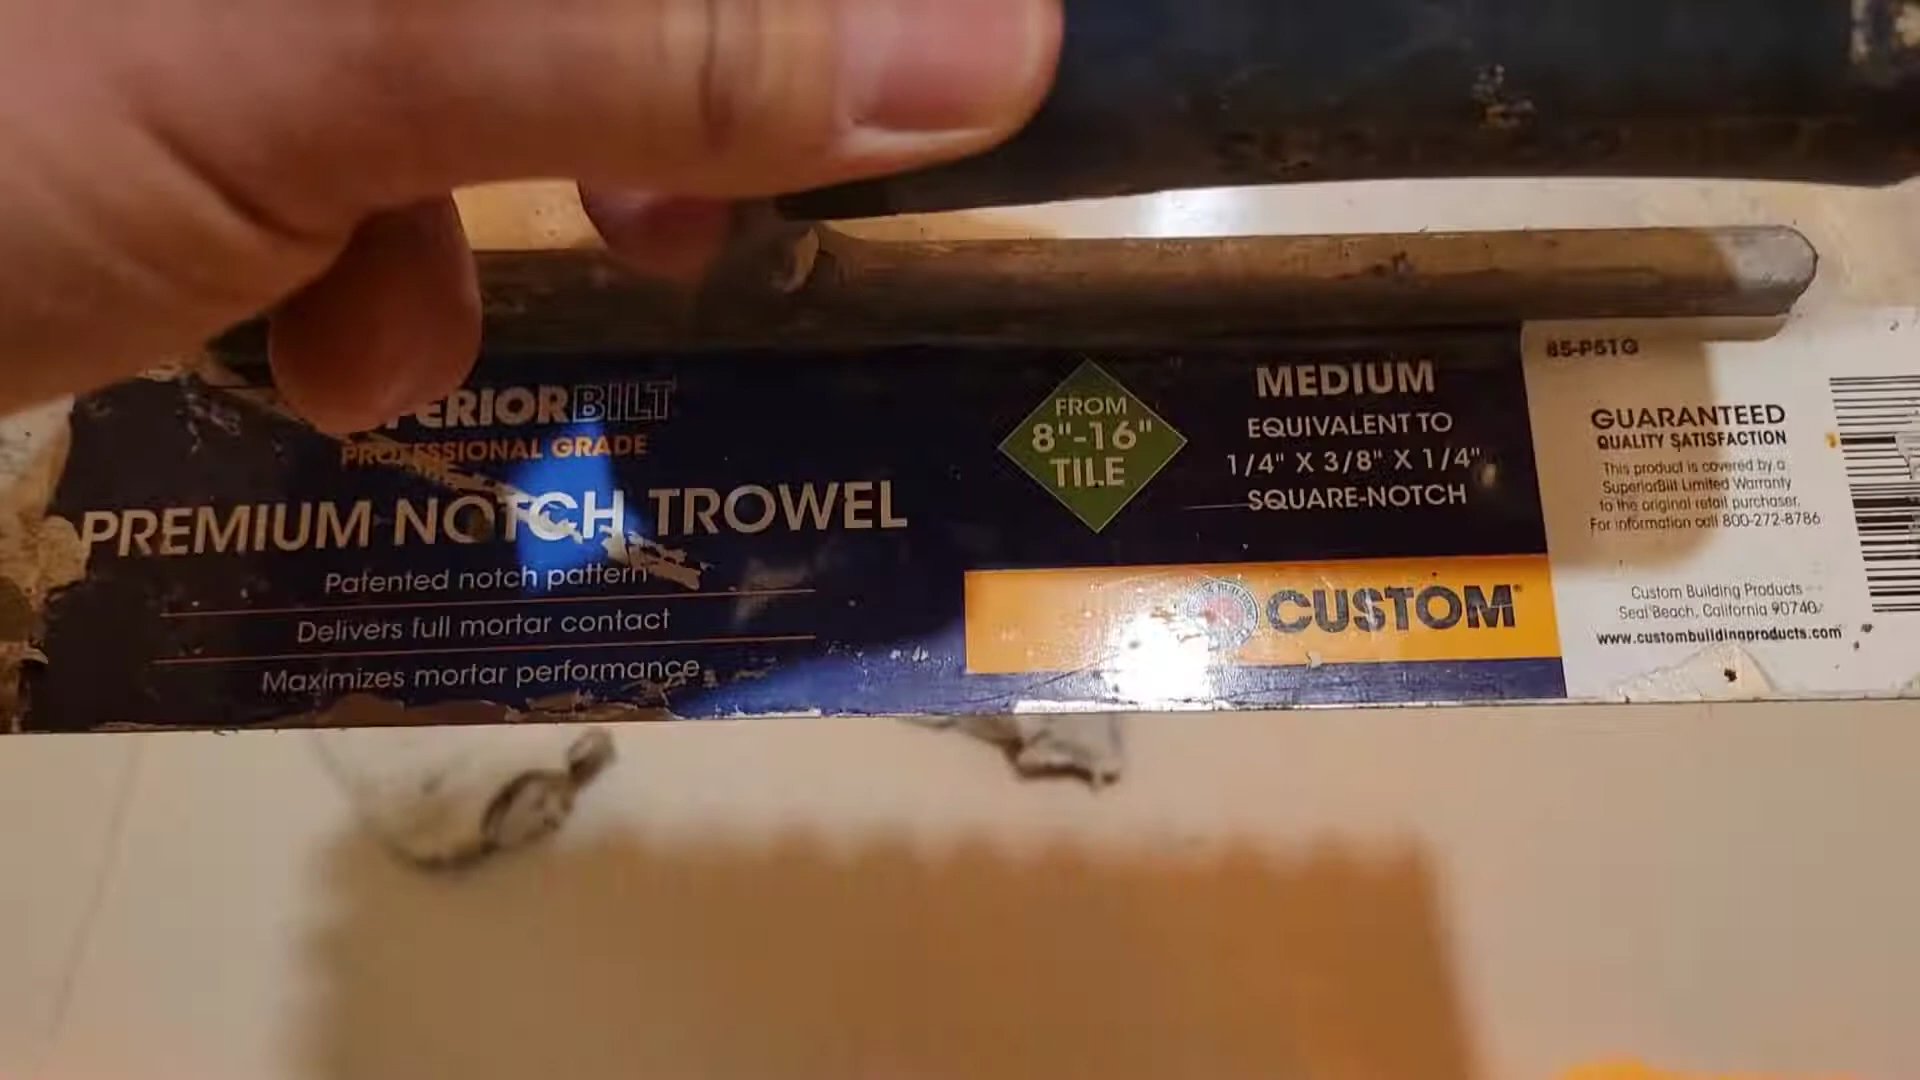 PERIORBILT
PROFESSIONAL GRADE
PREMIUM NOTCH TROWEL
Patented notch pattern
Delivers full mortar contact
Maximizes mortar performance
FROM
8"-16"
TILE
MEDIUM
EQUIVALENT TO
1/4" X 3/8" X 1/4"
SQUARE-NOTCH
CUSTOM®
85-P51G
GUARANTEED
QUALITY SATISFACTION
This product is covered by a
SuperiorBilt Limited Warranty
to the original retail purchaser.
For information call 800-272-8786
Custom Building Products
Seal Beach, California 90740
www.custombuildingproducts.com